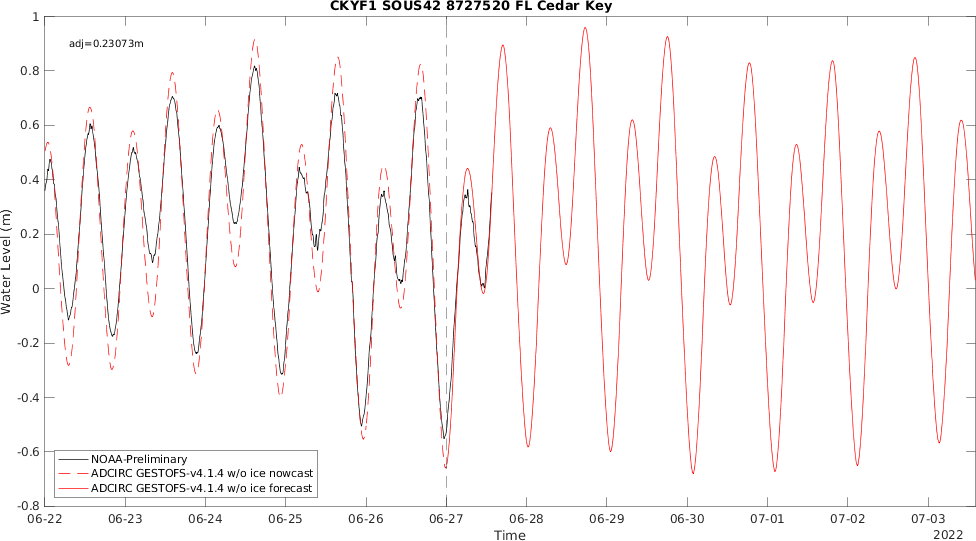 CKYF1 SOUS42 8727520 FL Cedar Key
adj=0.23073m
1
0.8
0.6
0.4
0.2
0
-0.2
-0.4
-0.6
-0.8
Water Level (m)
NOAA-Preliminary
ADCIRC GESTOFS-v4.1.4 w/o ice nowcast
ADCIRC GESTOFS-v4.1.4 w/o ice forecast
06-22 06-23 06-24 06-25 06-26 06-27 06-28 06-29 06-30 07-01 07-02 07-03
Time
2022